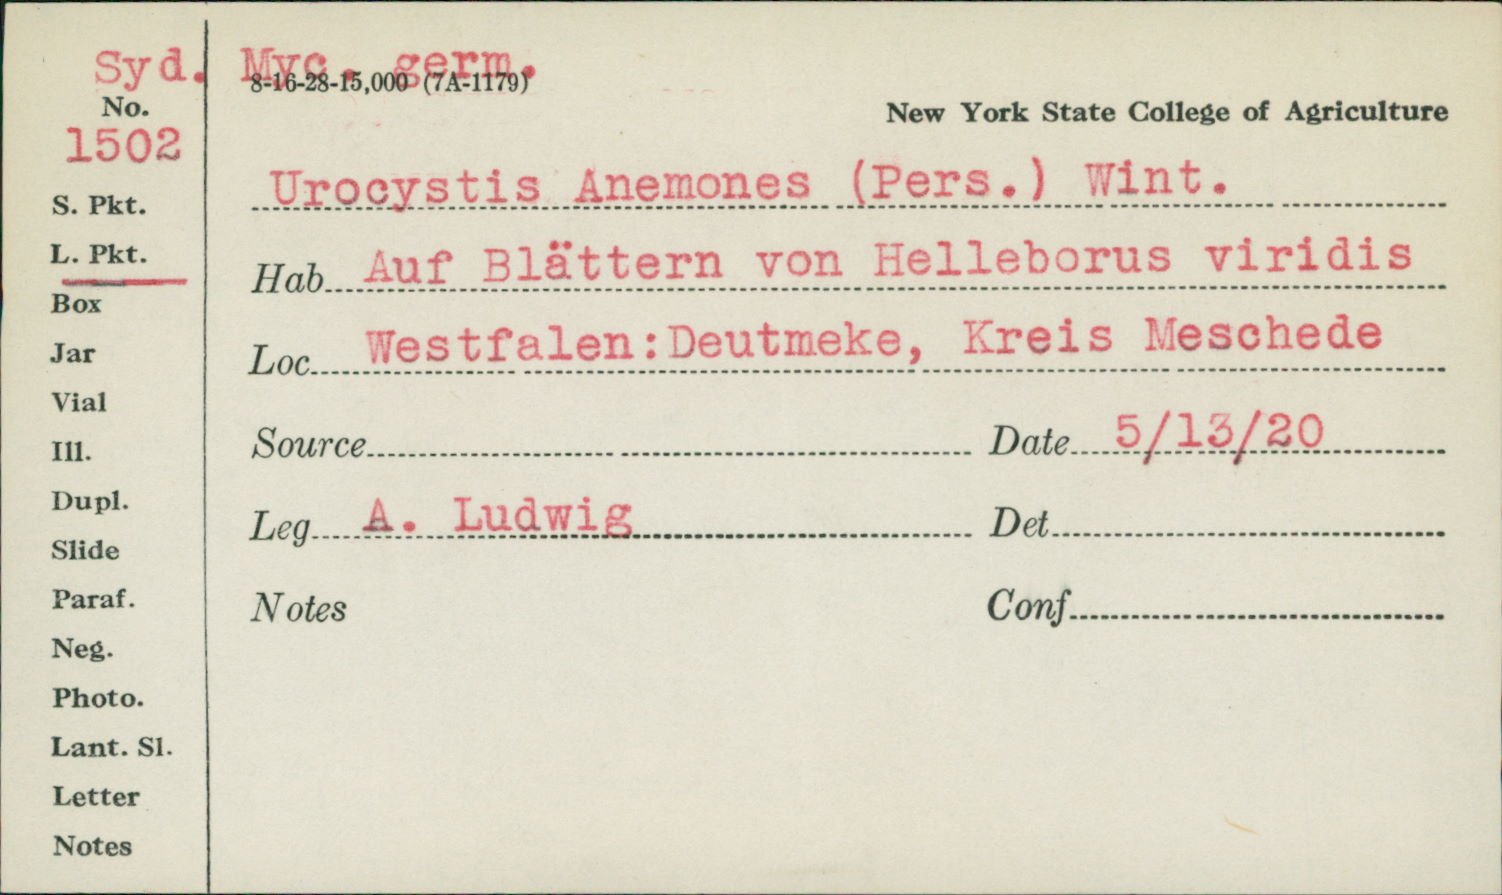 Syd. Myc. germ.
8-16-28-15,000 (7A-1179)
No.
1502
New York State College of Agriculture
Urocystis Anemones (Pers.) Wint.
S. Pkt.
L. Pkt.
Hab Auf Blättern von Helleborus viridis
Box
Loc Westfalen:Deutmeke, Kreis Meschede
Jar
Vial
Source Date 5/13/20
Ill.
Dupl.
Leg A. Ludwig Det
Slide
Paraf.
Notes Conf
Neg.
Photo.
Lant. Sl.
Letter
Notes